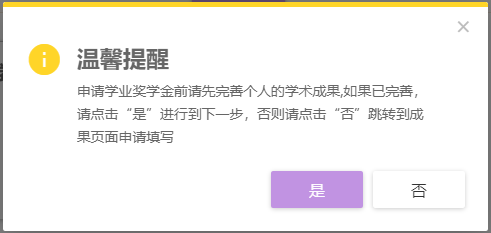 温馨提醒
申请学业奖学金前请先完善个人的学术成果,如果已完善，
请点击“是”进行到下一步，否则请点击“否”跳转到成
果页面申请填写
是
否